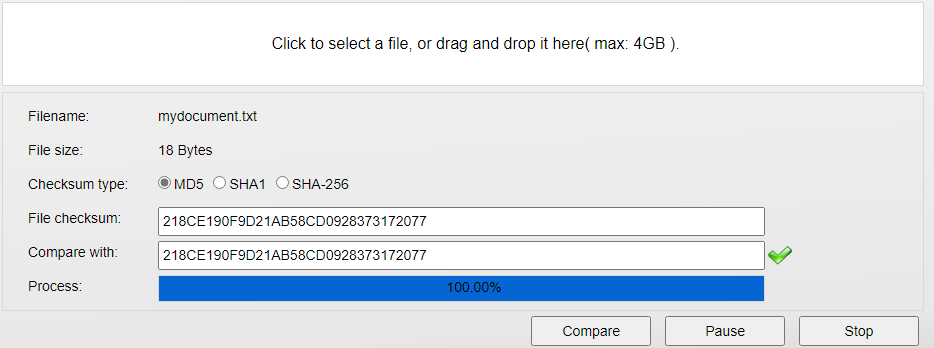 Click to select a file, or drag and drop it here( max: 4GB ).
Filename: mydocument.txt
File size: 18 Bytes
Checksum type: MD5 SHA1 SHA-256
File checksum: 218CE190F9D21AB58CD0928373172077
Compare with: 218CE190F9D21AB58CD0928373172077
Process: 100.00%
Compare Pause Stop